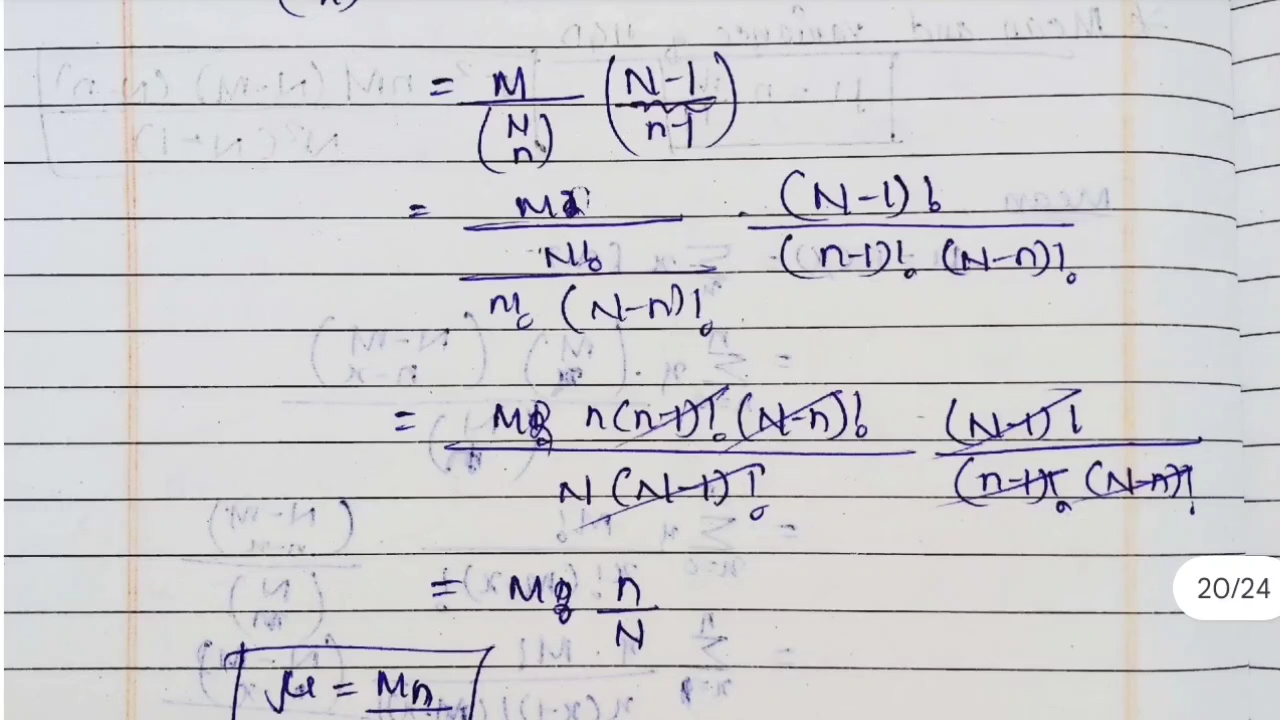 = M / (N n) (N-1 / n-1)
= M / N! / n! (N-n)! . (N-1)! / (n-1)! (N-n)!
= M n(n-1)! (N-n)! / N (N-1)! (N-1)! / (n-1)! (N-n)!
= M n / N
μ = Mn
20/24